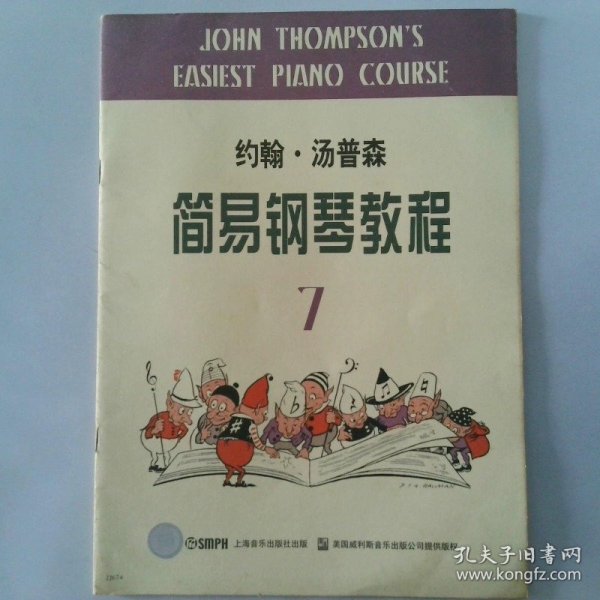 JOHN THOMPSON'S
EASIEST PIANO COURSE
约翰·汤普森
简易钢琴教程
7
SMPH 上海音乐出版社出版 美国威利斯音乐出版公司提供版权
孔夫子旧书网
www.kongfz.com